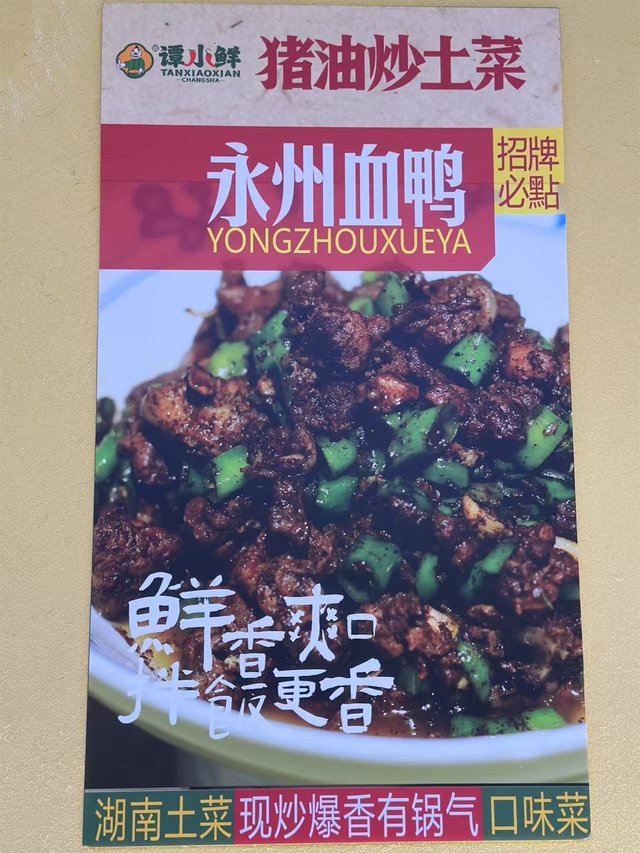 谭小鲜
TANXIAOXIAN
CHANGSHA
猪油炒土菜
永州血鸭
YONGZHOUXUEYA
招牌
必點
鮮香爽口
拌飯更香
湖南土菜
现炒爆香有锅气
口味菜